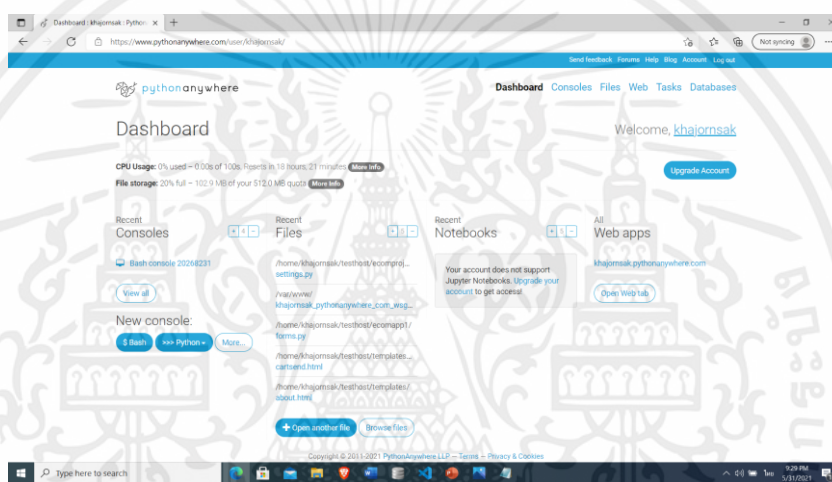 Dashboard : khajornsak : Python
https://www.pythonanywhere.com/user/khajornsak/
Not syncing
Send feedback Forums Help Blog Account Log out
pythonanywhere
Dashboard Consoles Files Web Tasks Databases
Dashboard
Welcome, khajornsak
CPU Usage: 0% used – 0.00s of 100s. Resets in 18 hours, 21 minutes More Info
File storage: 20% full – 102.9 MB of your 512.0 MB quota More Info
Upgrade Account
Recent
Consoles
Bash console 20268231
View all
New console:
$ Bash >>> Python More...
Recent
Files
+ 5 -
/home/khajornsak/testhost/ecomproj...
settings.py
/var/www/
khajornsak_pythonanywhere_com_wsg...
/home/khajornsak/testhost/ecomapp1/
forms.py
/home/khajornsak/testhost/templates...
cartsend.html
/home/khajornsak/testhost/templates/
about.html
+ Open another file Browse files
Recent
Notebooks
+ 5 -
Your account does not support
Jupyter Notebooks. Upgrade your
account to get access!
All
Web apps
khajornsak.pythonanywhere.com
Open Web tab
Copyright © 2011-2021 PythonAnywhere LLP — Terms — Privacy & Cookies
Type here to search
ไทย
9:29 PM
5/31/2021